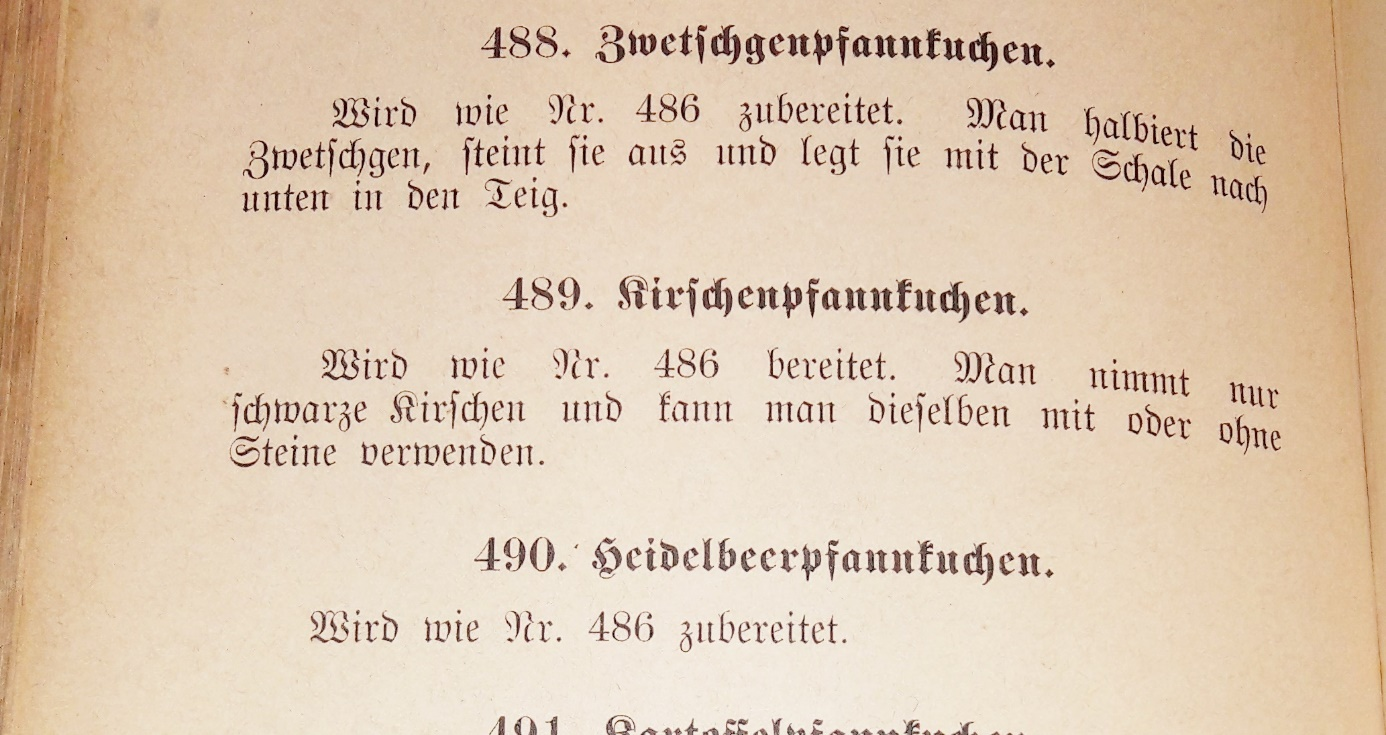 488. Zwetſchgenpfannkuchen.
Wird wie Nr. 486 zubereitet. Man halbiert die
Zwetſchgen, ſteint ſie aus und legt ſie mit der Schale nach
unten in den Teig.
489. Kirſchenpfannkuchen.
Wird wie Nr. 486 bereitet. Man nimmt nur
ſchwarze Kirſchen und kann man dieſelben mit oder ohne
Steine verwenden.
490. Heidelbeerpfannkuchen.
Wird wie Nr. 486 zubereitet.
491. Kartoffelpfannkuchen